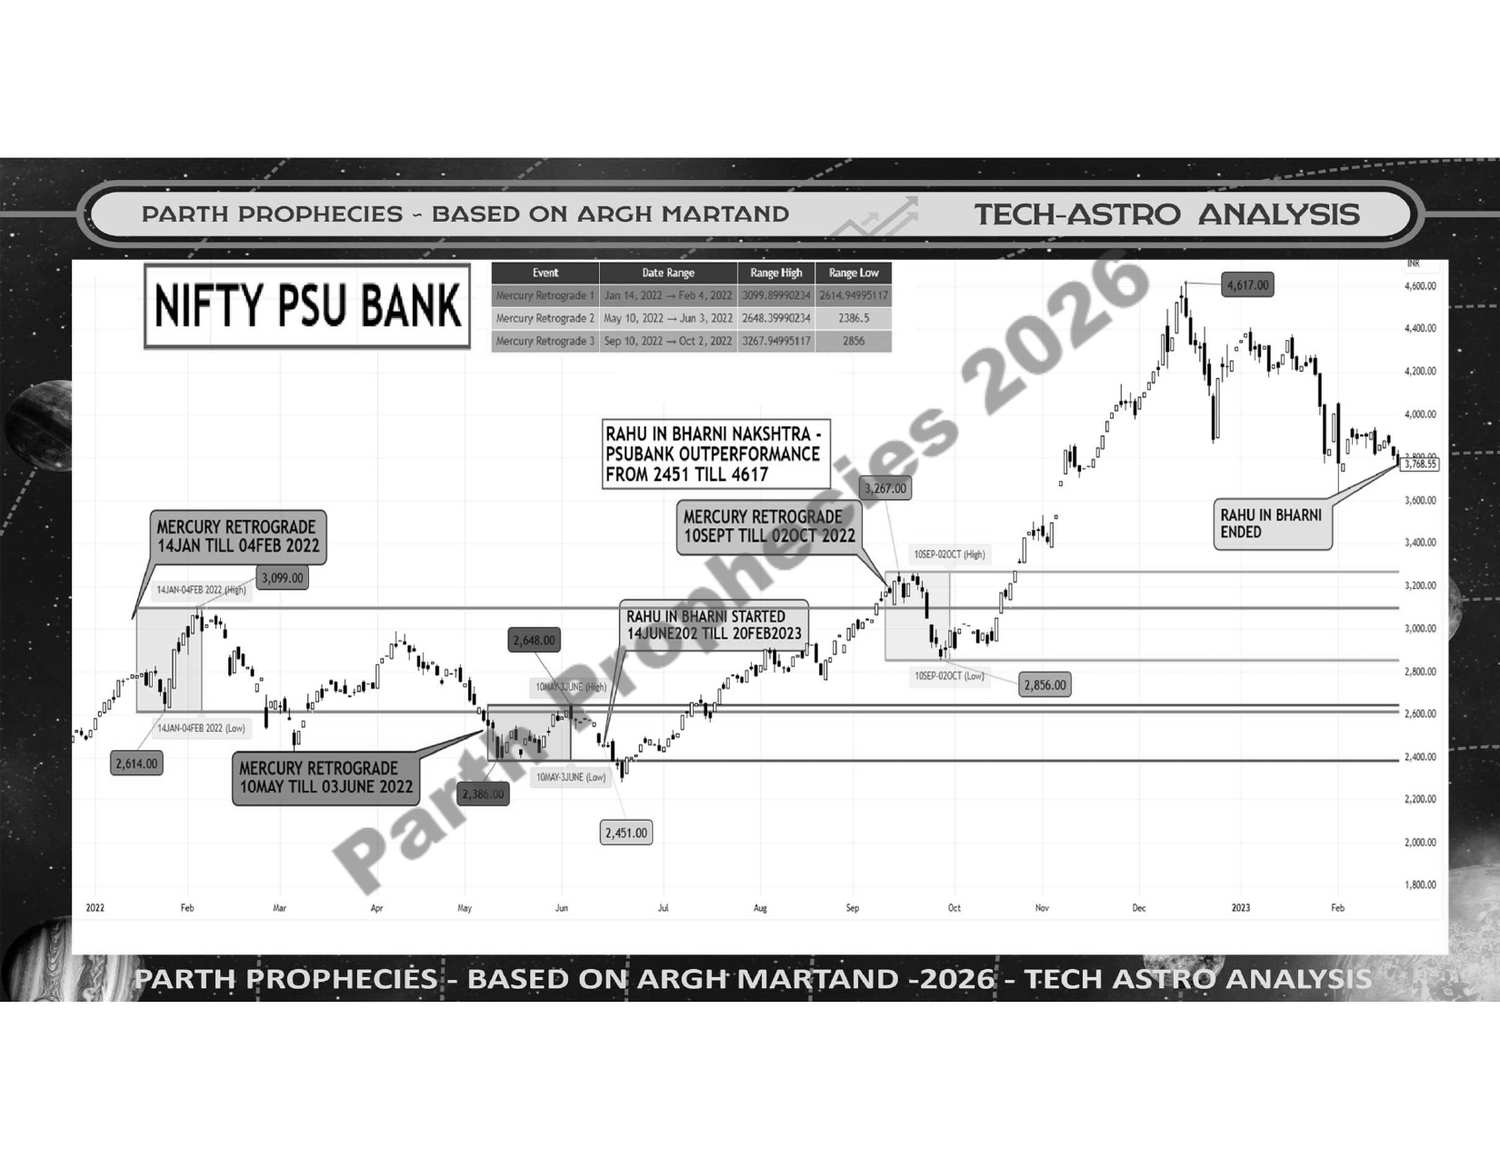 PARTH PROPHECIES ~ BASED ON ARGH MARTAND
TECH-ASTRO ANALYSIS
NIFTY PSU BANK
Event Date Range Range High Range Low
Mercury Retrograde 1 Jan 14, 2022 → Feb 4, 2022 3099.89990234 2614.94995117
Mercury Retrograde 2 May 10, 2022 → Jun 3, 2022 2648.39990234 2386.5
Mercury Retrograde 3 Sep 10, 2022 → Oct 2, 2022 3267.94995117 2856
INR
4,617.00
4,600.00
4,400.00
4,200.00
4,000.00
3,800.00
3,768.55
3,600.00
3,400.00
3,200.00
3,000.00
2,800.00
2,600.00
2,400.00
2,200.00
2,000.00
1,800.00
RAHU IN BHARNI NAKSHTRA -
PSUBANK OUTPERFORMANCE
FROM 2451 TILL 4617
3,267.00
MERCURY RETROGRADE
10SEPT TILL 02OCT 2022
RAHU IN BHARNI
ENDED
MERCURY RETROGRADE
14JAN TILL 04FEB 2022
10SEP-02OCT (High)
3,099.00
14JAN-04FEB 2022 (High)
RAHU IN BHARNI STARTED
14JUNE202 TILL 20FEB2023
2,648.00
10MAY-3JUNE (High)
10SEP-02OCT (Low)
2,856.00
14JAN-04FEB 2022 (Low)
2,614.00
MERCURY RETROGRADE
10MAY TILL 03JUNE 2022
10MAY-3JUNE (Low)
2,386.00
2,451.00
2022 Feb Mar Apr May Jun Jul Aug Sep Oct Nov Dec 2023 Feb
Parth Prophecies 2026
PARTH PROPHECIES - BASED ON ARGH MARTAND -2026 - TECH ASTRO ANALYSIS